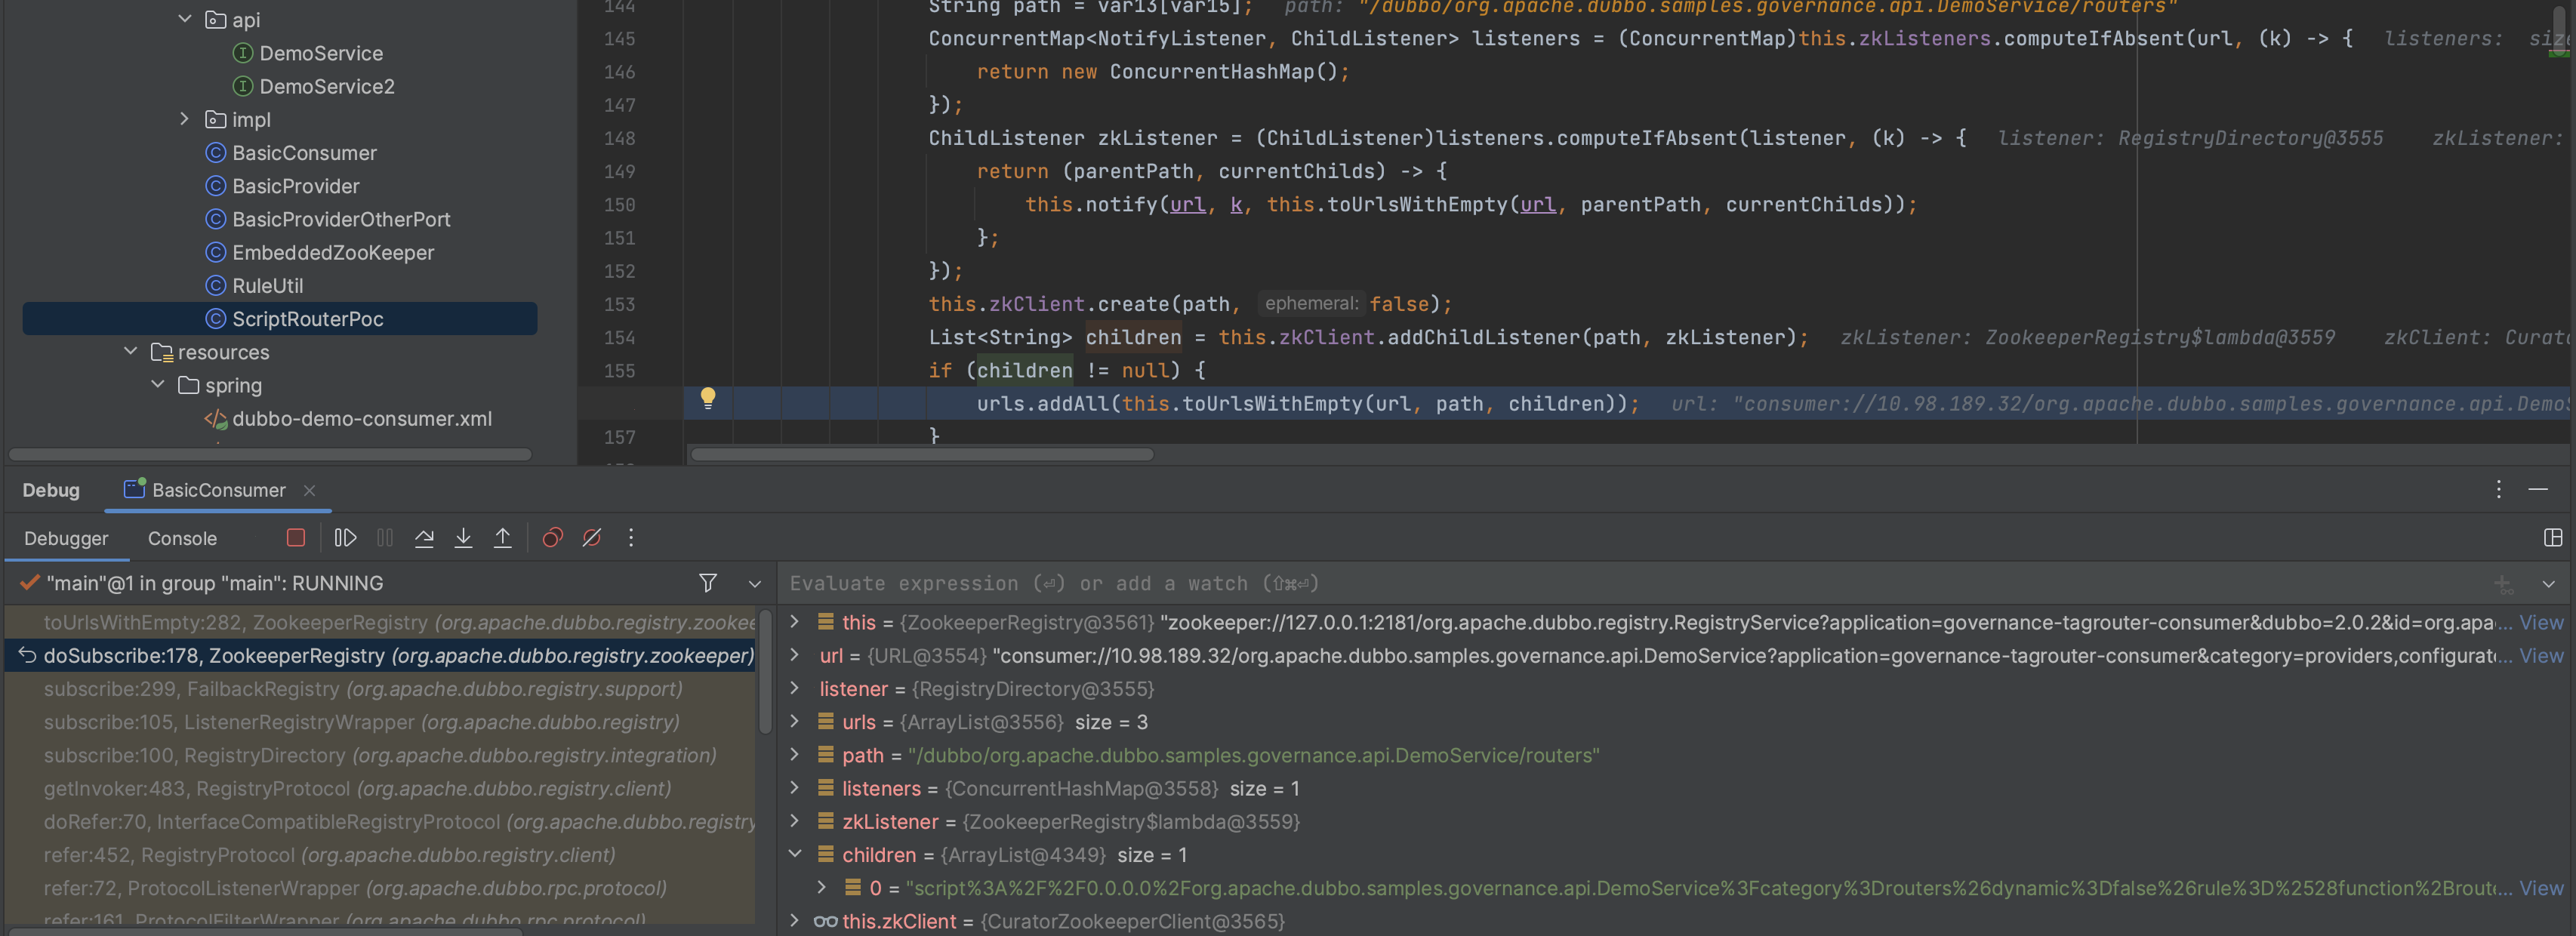 api
DemoService
DemoService2
impl
BasicConsumer
BasicProvider
BasicProviderOtherPort
EmbeddedZooKeeper
RuleUtil
ScriptRouterPoc
resources
spring
dubbo-demo-consumer.xml
144 String path = var13[var15]; path: "/dubbo/org.apache.dubbo.samples.governance.api.DemoService/routers"
145 ConcurrentMap<NotifyListener, ChildListener> listeners = (ConcurrentMap)this.zkListeners.computeIfAbsent(url, (k) -> { listeners: size
146 return new ConcurrentHashMap();
147 });
148 ChildListener zkListener = (ChildListener)listeners.computeIfAbsent(listener, (k) -> { listener: RegistryDirectory@3555 zkListener:
149 return (parentPath, currentChilds) -> {
150 this.notify(url, k, this.toUrlsWithEmpty(url, parentPath, currentChilds));
151 };
152 });
153 this.zkClient.create(path, ephemeral: false);
154 List<String> children = this.zkClient.addChildListener(path, zkListener); zkListener: ZookeeperRegistry$lambda@3559 zkClient: Curato
155 if (children != null) {
urls.addAll(this.toUrlsWithEmpty(url, path, children)); url: "consumer://10.98.189.32/org.apache.dubbo.samples.governance.api.DemoS
157 }
Debug BasicConsumer
Debugger Console
"main"@1 in group "main": RUNNING
toUrlsWithEmpty:282, ZookeeperRegistry (org.apache.dubbo.registry.zookee
doSubscribe:178, ZookeeperRegistry (org.apache.dubbo.registry.zookeeper)
subscribe:299, FailbackRegistry (org.apache.dubbo.registry.support)
subscribe:105, ListenerRegistryWrapper (org.apache.dubbo.registry)
subscribe:100, RegistryDirectory (org.apache.dubbo.registry.integration)
getInvoker:483, RegistryProtocol (org.apache.dubbo.registry.client)
doRefer:70, InterfaceCompatibleRegistryProtocol (org.apache.dubbo.registry
refer:452, RegistryProtocol (org.apache.dubbo.registry.client)
refer:72, ProtocolListenerWrapper (org.apache.dubbo.rpc.protocol)
refer:161, ProtocolFilterWrapper (org.apache.dubbo.rpc.protocol)
Evaluate expression (⏎) or add a watch (⇧⌘⏎)
this = {ZookeeperRegistry@3561} "zookeeper://127.0.0.1:2181/org.apache.dubbo.registry.RegistryService?application=governance-tagrouter-consumer&dubbo=2.0.2&id=org.apa... View
url = {URL@3554} "consumer://10.98.189.32/org.apache.dubbo.samples.governance.api.DemoService?application=governance-tagrouter-consumer&category=providers,configurato... View
listener = {RegistryDirectory@3555}
urls = {ArrayList@3556} size = 3
path = "/dubbo/org.apache.dubbo.samples.governance.api.DemoService/routers"
listeners = {ConcurrentHashMap@3558} size = 1
zkListener = {ZookeeperRegistry$lambda@3559}
children = {ArrayList@4349} size = 1
0 = "script%3A%2F%2F0.0.0.0%2Forg.apache.dubbo.samples.governance.api.DemoService%3Fcategory%3Drouters%26dynamic%3Dfalse%26rule%3D%2528function%2Broute... View
this.zkClient = {CuratorZookeeperClient@3565}